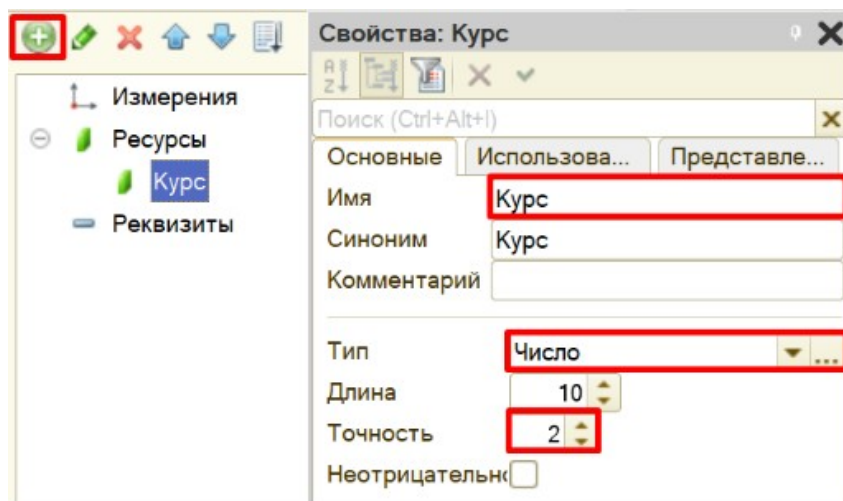 Свойства: Курс
Поиск (Ctrl+Alt+I)
Измерения
Ресурсы
Курс
Реквизиты
Основные Использова... Представле...
Имя Курс
Синоним Курс
Комментарий
Тип Число ...
Длина 10
Точность 2
Неотрицательно